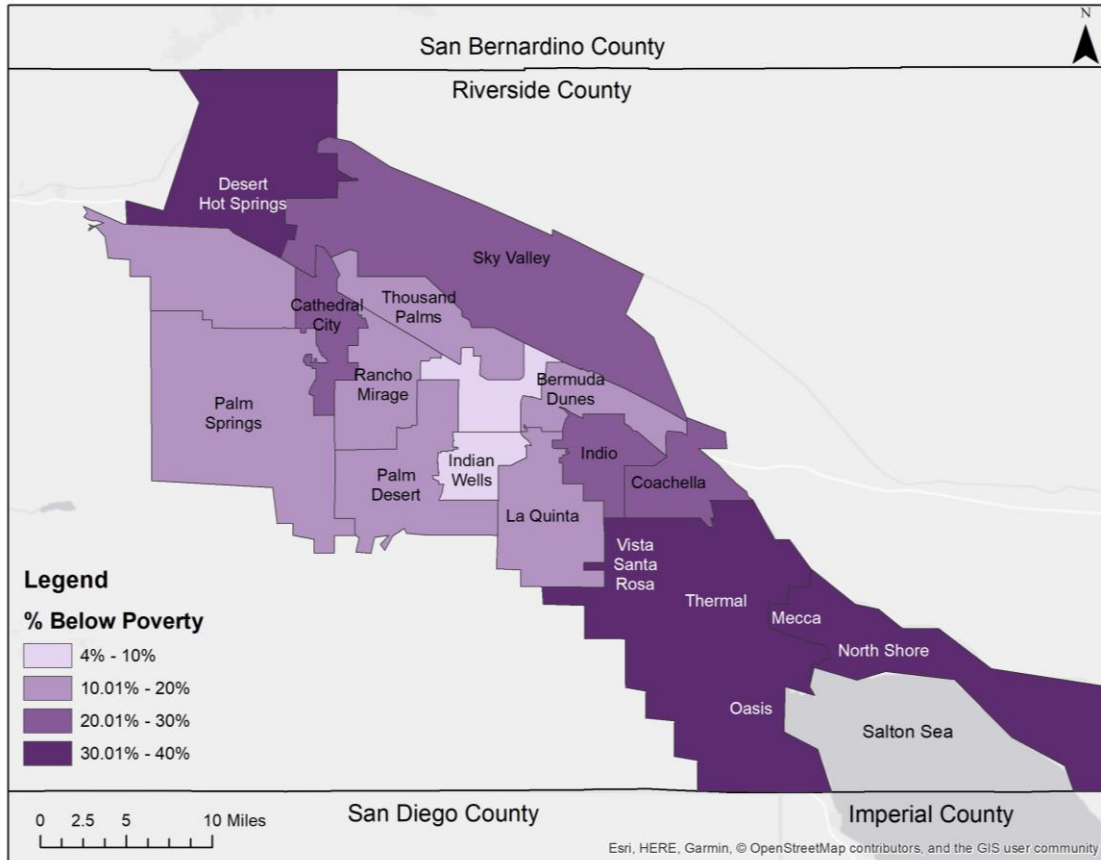 N
San Bernardino County
Riverside County
Desert
Hot Springs
Sky Valley
Cathedral
City
Thousand
Palms
Rancho
Mirage
Bermuda
Dunes
Palm
Springs
Indian
Wells
Indio
Palm
Desert
Coachella
La Quinta
Vista
Santa
Rosa
Thermal
Mecca
North Shore
Oasis
Salton Sea
Legend
% Below Poverty
4% - 10%
10.01% - 20%
20.01% - 30%
30.01% - 40%
San Diego County
Imperial County
0 2.5 5 10 Miles
Esri, HERE, Garmin, © OpenStreetMap contributors, and the GIS user community